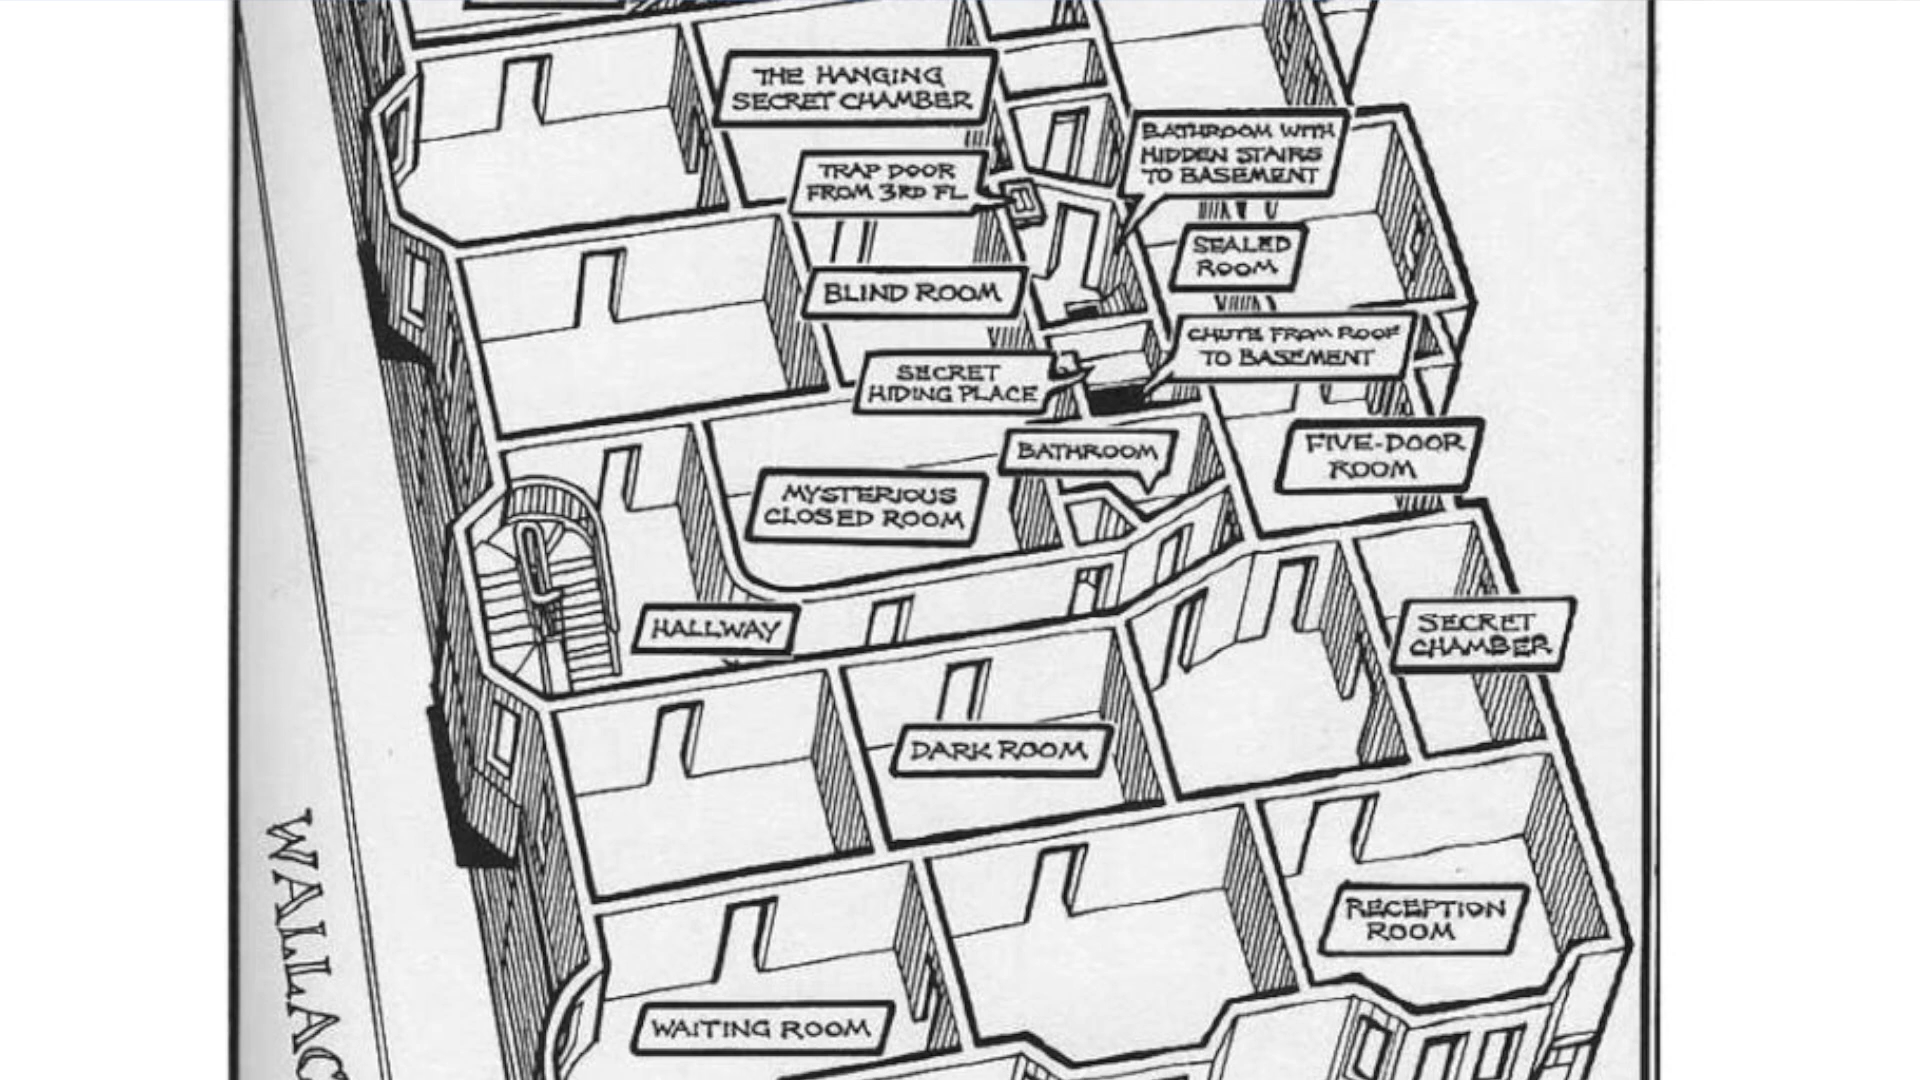 THE HANGING
SECRET CHAMBER
TRAP DOOR
FROM 3RD FL.
BATHROOM WITH
HIDDEN STAIRS
TO BASEMENT
SEALED
ROOM
BLIND ROOM
CHUTE FROM ROOF
TO BASEMENT
SECRET
HIDING PLACE
BATHROOM
FIVE-DOOR
ROOM
MYSTERIOUS
CLOSED ROOM
HALLWAY
SECRET
CHAMBER
DARK ROOM
RECEPTION
ROOM
WAITING ROOM
WALLAC